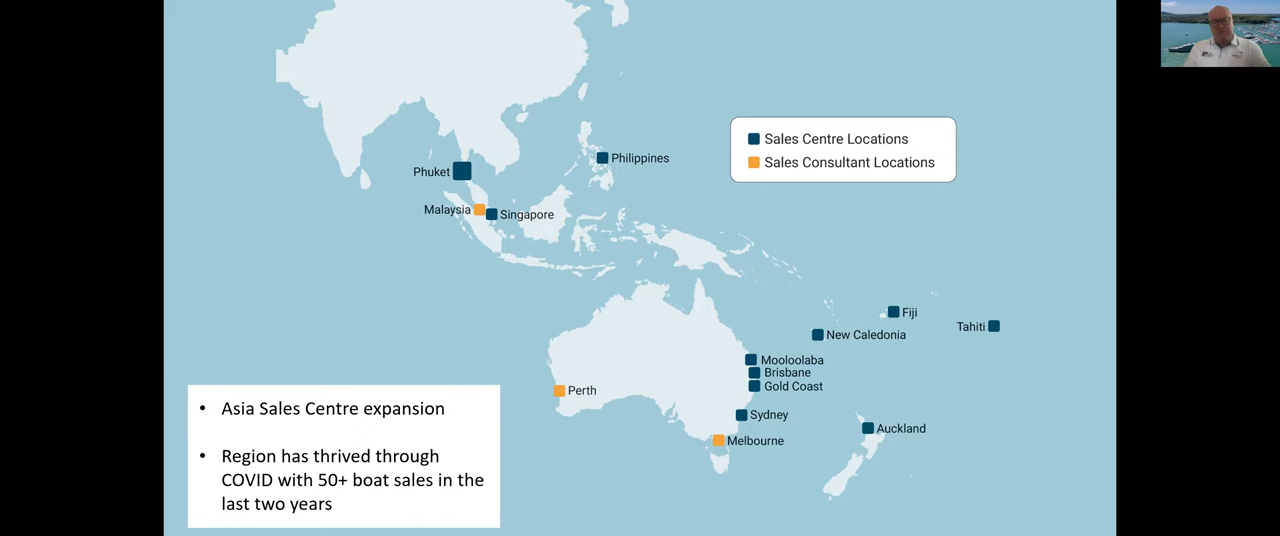 Sales Centre Locations
Sales Consultant Locations
Philippines
Phuket
Malaysia
Singapore
Fiji
Tahiti
New Caledonia
Mooloolaba
Brisbane
Gold Coast
Perth
Sydney
Auckland
Melbourne
• Asia Sales Centre expansion
• Region has thrived through
COVID with 50+ boat sales in the
last two years